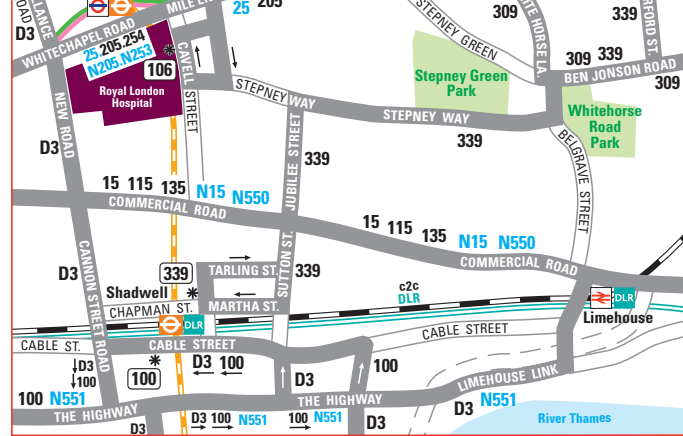 ROAD
D3
MILE
25
205
WHITECHAPEL ROAD
25.205.254
N205.N253
106
Royal London
Hospital
CAVELL STREET
NEW ROAD
D3
STEPNEY GREEN
309
339
309 339
BEN JONSON ROAD
309
Stepney Green
Park
Whitehorse
Road
Park
STEPNEY WAY
STEPNEY WAY
339
JUBILEE STREET
339
BELGRAVE STREET
15 115 135 N15 N550
COMMERCIAL ROAD
15 115 135 N15 N550
COMMERCIAL ROAD
CANNON STREET ROAD
D3
339
TARLING ST.
SUTTON ST.
339
Shadwell
CHAPMAN ST.
MARTHA ST.
c2c
DLR
DLR
DLR
Limehouse
CABLE ST.
CABLE STREET
CABLE STREET
D3
100
100
D3 100
D3
100
LIMEHOUSE LINK
100 N551
THE HIGHWAY
THE HIGHWAY
D3 N551
D3
D3 100 N551
100 N551
D3
River Thames